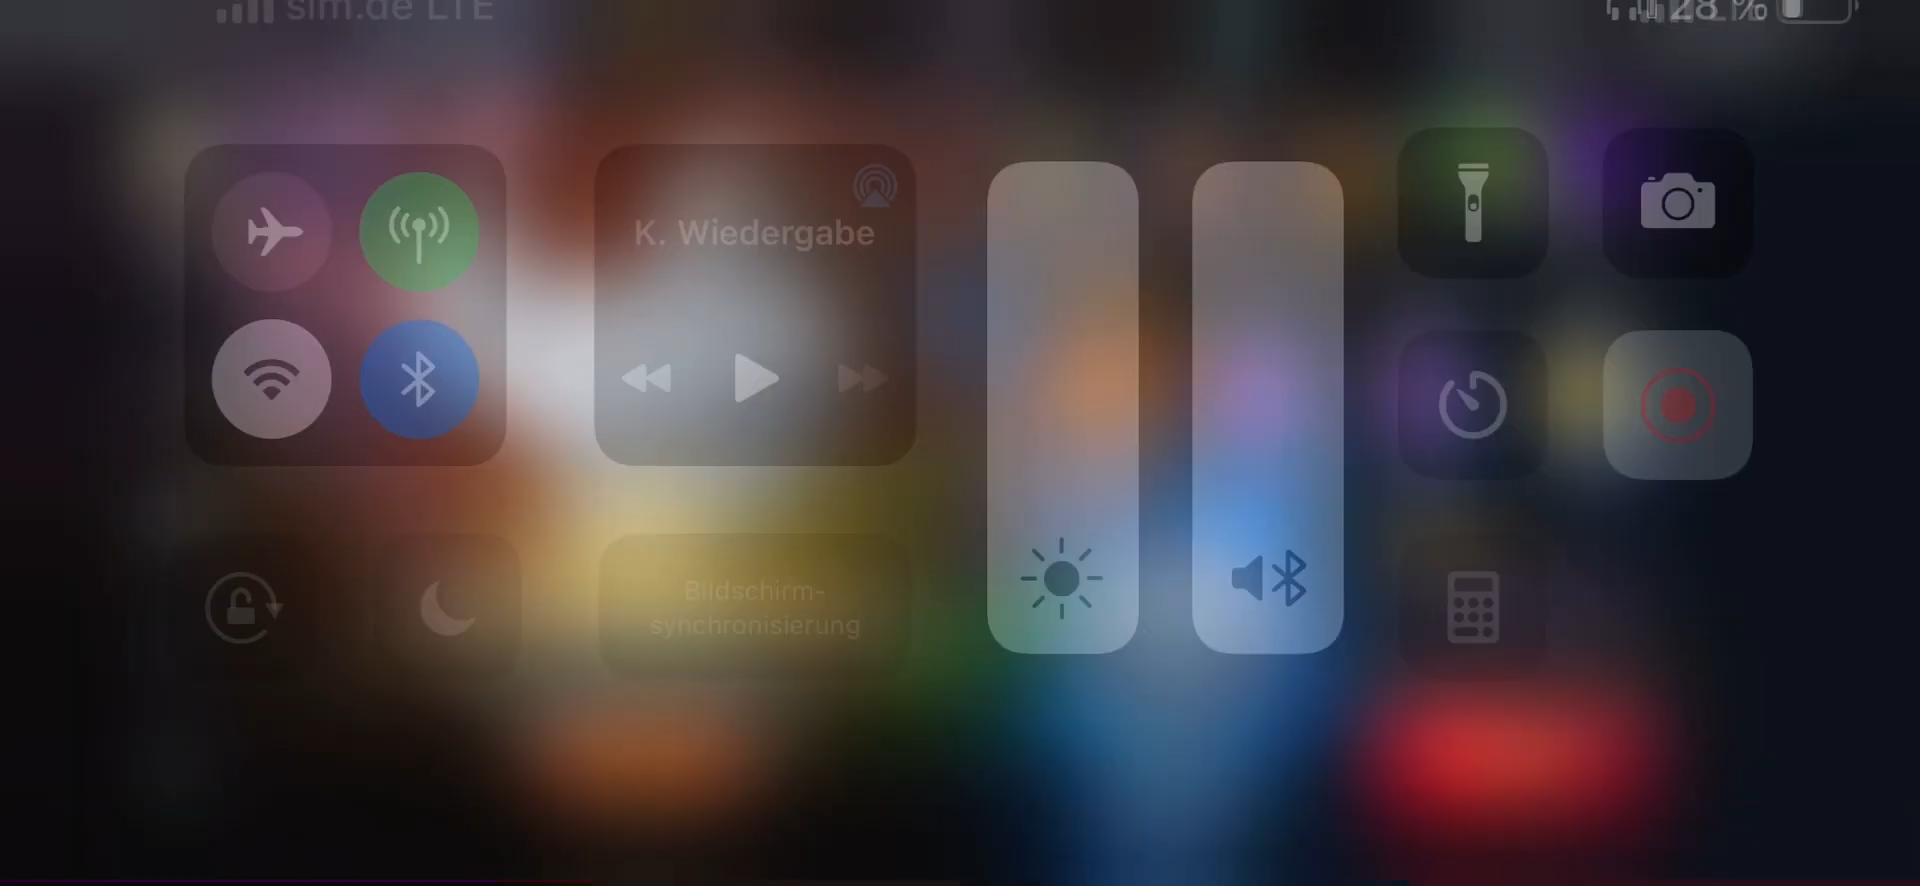 sim.de LTE
28 %
K. Wiedergabe
Bildschirm-
synchronisierung